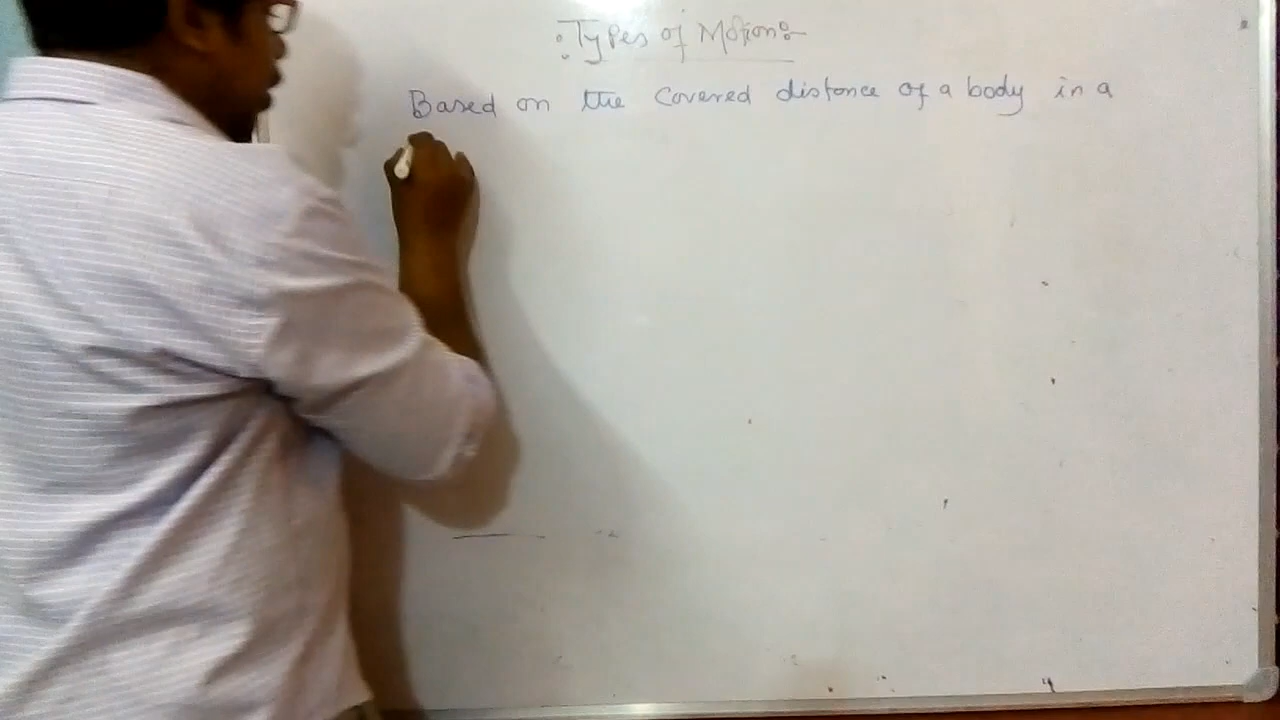 :Types of Motion:-
Based on the covered distance of a body in a